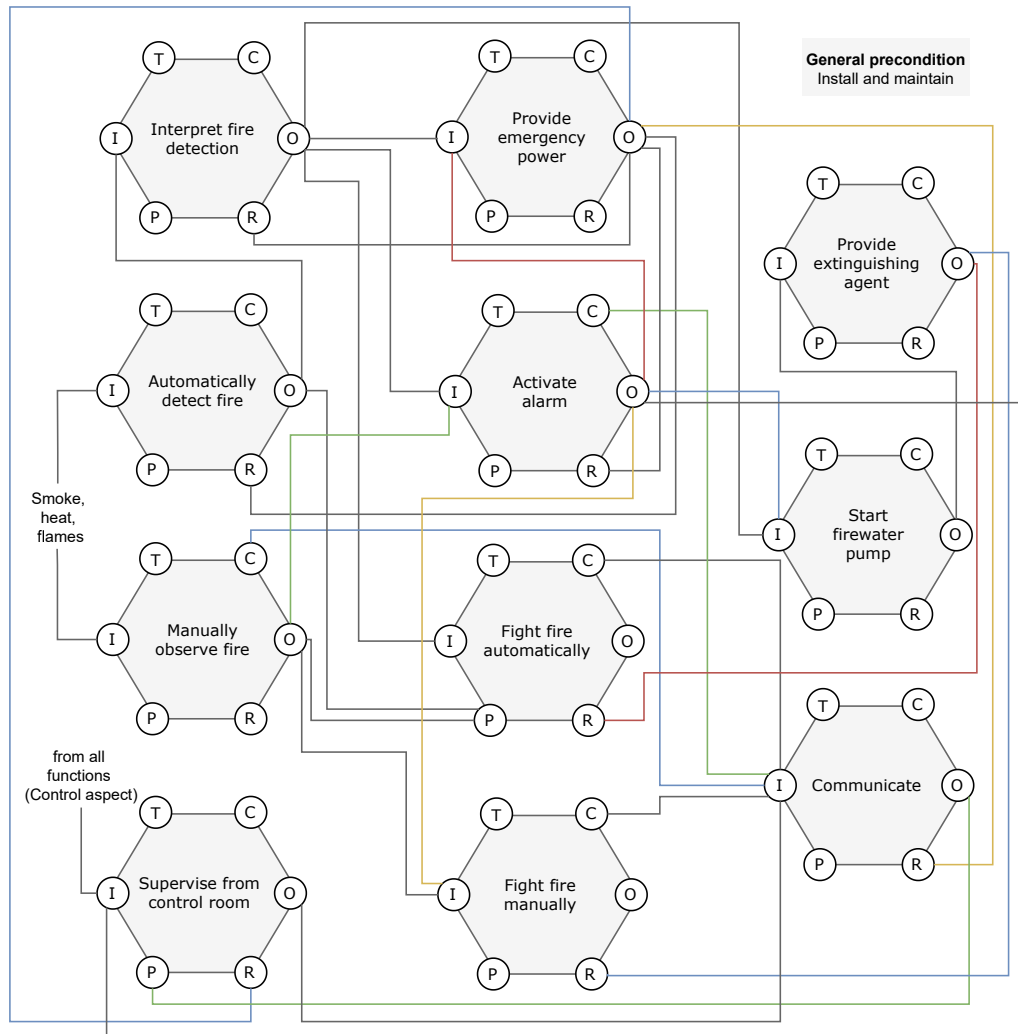 General precondition
Install and maintain
T
C
I
Interpret fire
detection
O
P
R
T
C
I
Provide
emergency
power
O
P
R
T
C
I
Provide
extinguishing
agent
O
P
R
T
C
I
Automatically
detect fire
O
P
R
T
C
I
Activate
alarm
O
P
R
T
C
I
Start
firewater
pump
O
P
R
Smoke,
heat,
flames
T
C
I
Manually
observe fire
O
P
R
T
C
I
Fight fire
automatically
O
P
R
T
C
I
Communicate
O
P
R
from all
functions
(Control aspect)
T
C
I
Supervise from
control room
O
P
R
T
C
I
Fight fire
manually
O
P
R